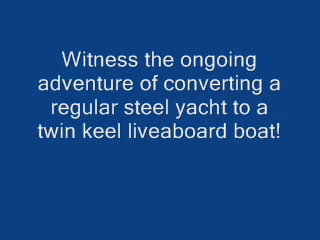 Witness the ongoing
adventure of converting a
regular steel yacht to a
twin keel liveaboard boat!